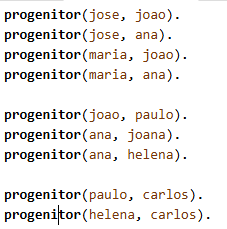 progenitor(jose, joao).
progenitor(jose, ana).
progenitor(maria, joao).
progenitor(maria, ana).
progenitor(joao, paulo).
progenitor(ana, joana).
progenitor(ana, helena).
progenitor(paulo, carlos).
progenitor(helena, carlos).